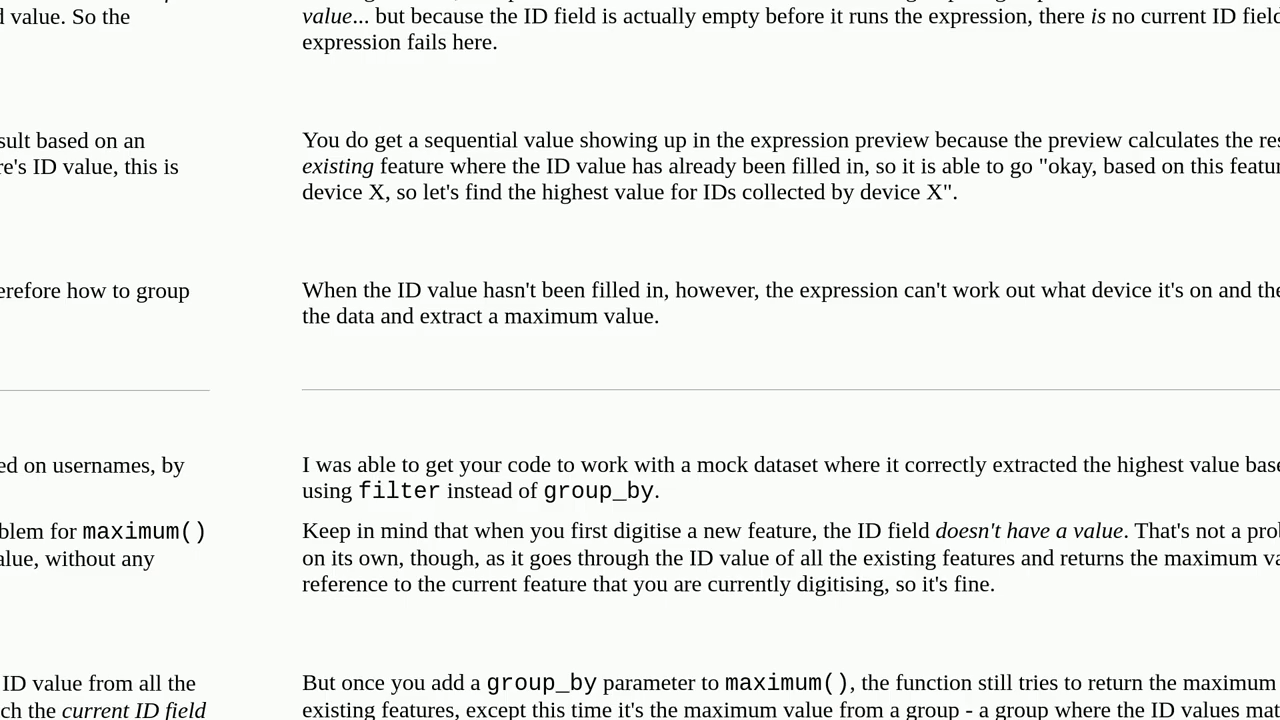 d value. So the
ult based on an
re's ID value, this is
erefore how to group
ed on usernames, by
blem for maximum()
alue, without any
ID value from all the
ch the current ID field
value... but because the ID field is actually empty before it runs the expression, there is no current ID field
expression fails here.
You do get a sequential value showing up in the expression preview because the preview calculates the res
existing feature where the ID value has already been filled in, so it is able to go "okay, based on this featur
device X, so let's find the highest value for IDs collected by device X".
When the ID value hasn't been filled in, however, the expression can't work out what device it's on and the
the data and extract a maximum value.
I was able to get your code to work with a mock dataset where it correctly extracted the highest value base
using filter instead of group_by.
Keep in mind that when you first digitise a new feature, the ID field doesn't have a value. That's not a prob
on its own, though, as it goes through the ID value of all the existing features and returns the maximum va
reference to the current feature that you are currently digitising, so it's fine.
But once you add a group_by parameter to maximum(), the function still tries to return the maximum
existing features, except this time it's the maximum value from a group - a group where the ID values mat